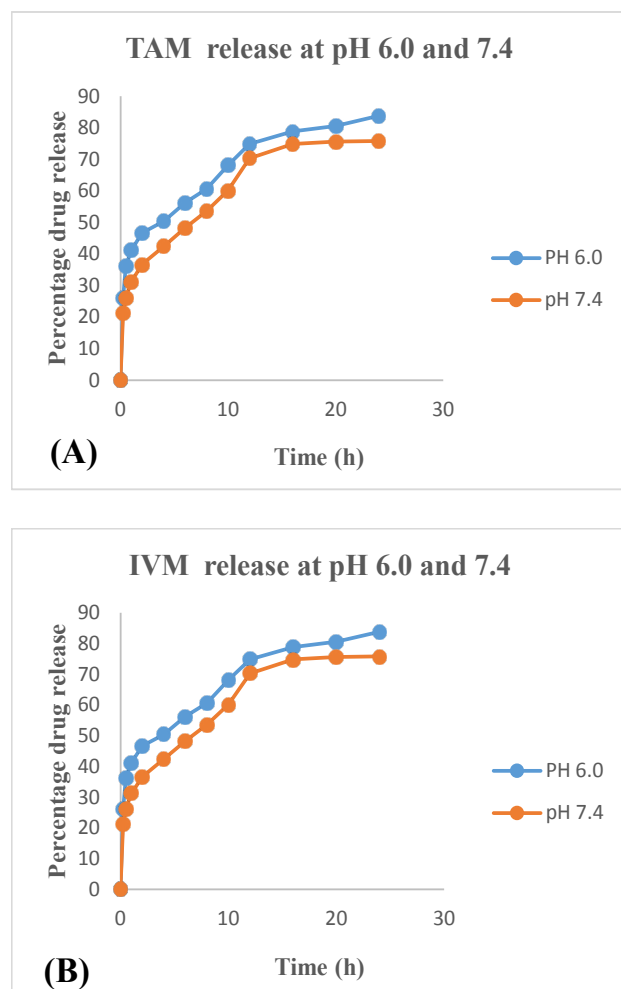 TAM release at pH 6.0 and 7.4
90
80
70
60
50
40
30
20
10
0
Percentage drug release
0 10 20 30
Time (h)
PH 6.0
pH 7.4
(A)
IVM release at pH 6.0 and 7.4
90
80
70
60
50
40
30
20
10
0
Percentage drug release
0 10 20 30
Time (h)
PH 6.0
pH 7.4
(B)